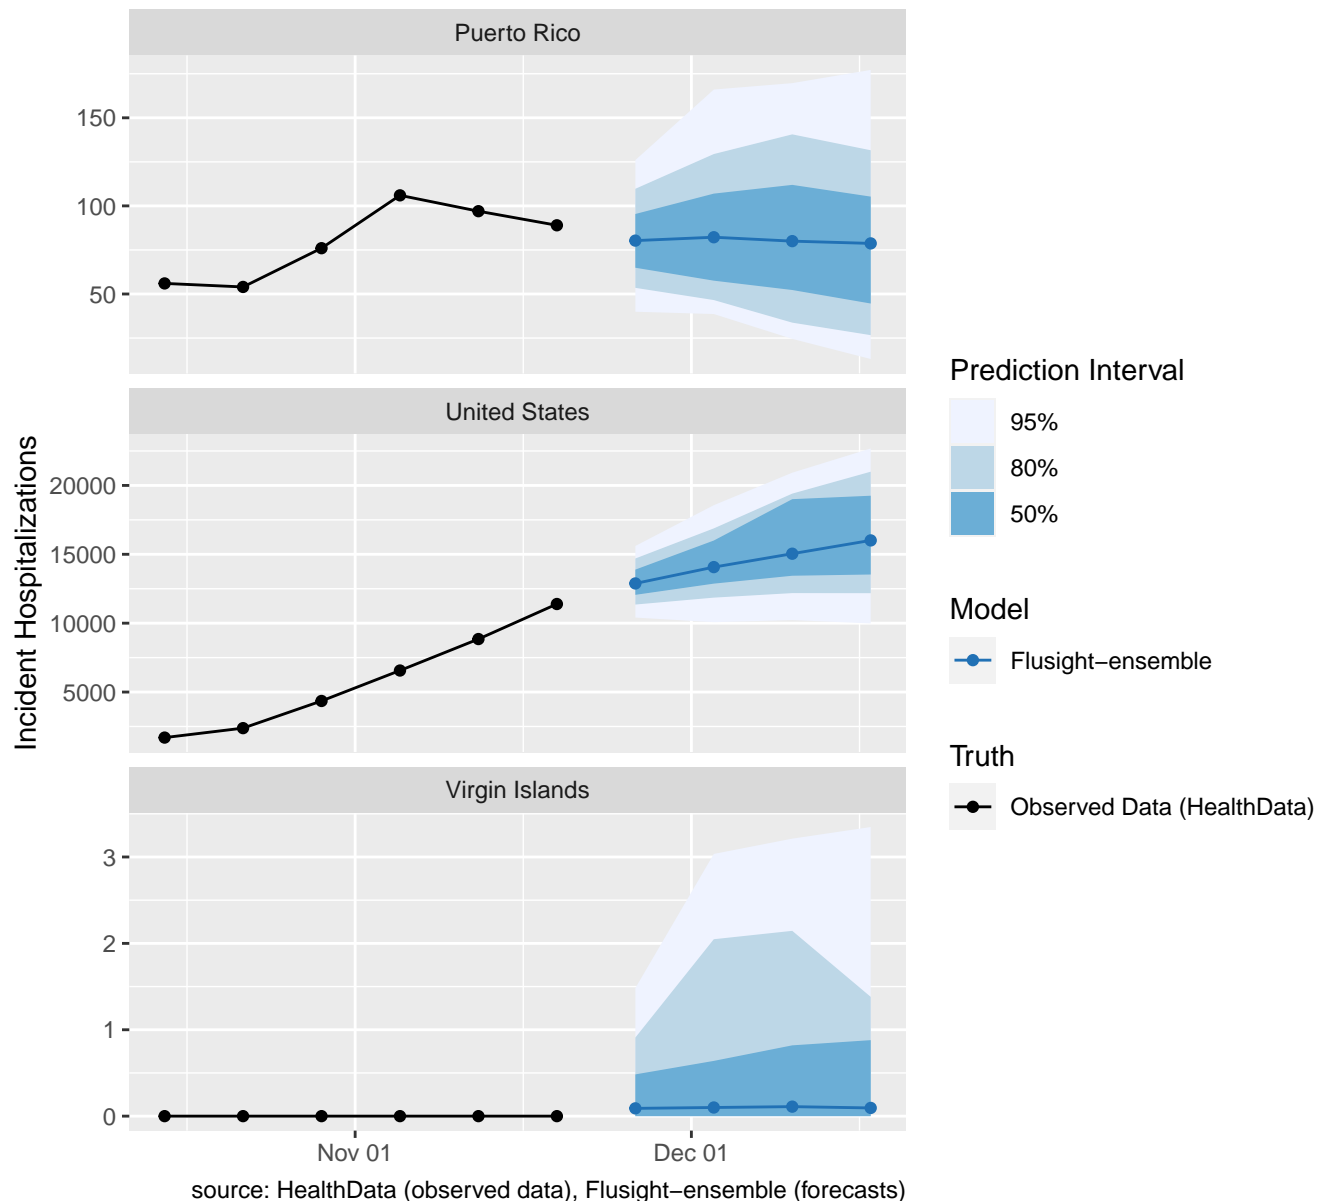 Puerto Rico
150
100
50
United States
20000
15000
10000
5000
Virgin Islands
3
2
1
0
Nov 01
Dec 01
Incident Hospitalizations
source: HealthData (observed data), Flusight−ensemble (forecasts)
Prediction Interval
95%
80%
50%
Model
Flusight−ensemble
Truth
Observed Data (HealthData)